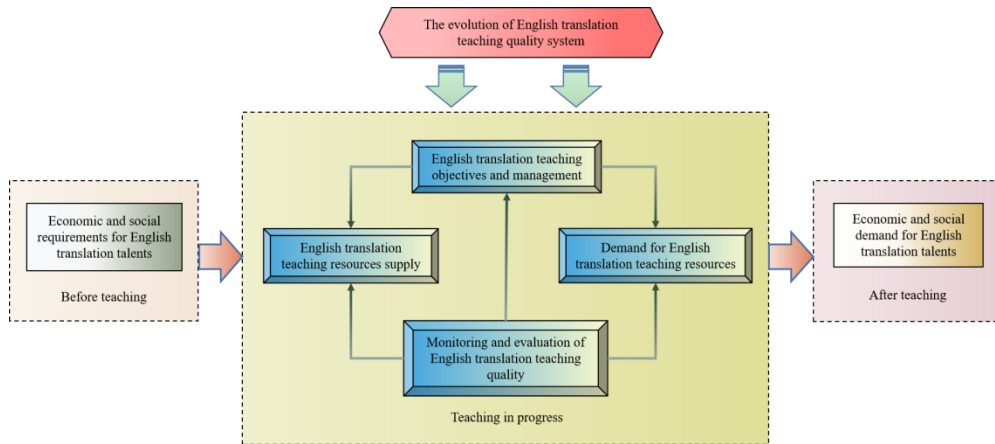 The evolution of English translation
teaching quality system
English translation teaching
objectives and management
Economic and social
requirements for English
translation talents
Before teaching
English translation
teaching resources supply
Demand for English
translation teaching resources
Economic and social
demand for English
translation talents
After teaching
Monitoring and evaluation of
English translation teaching
quality
Teaching in progress